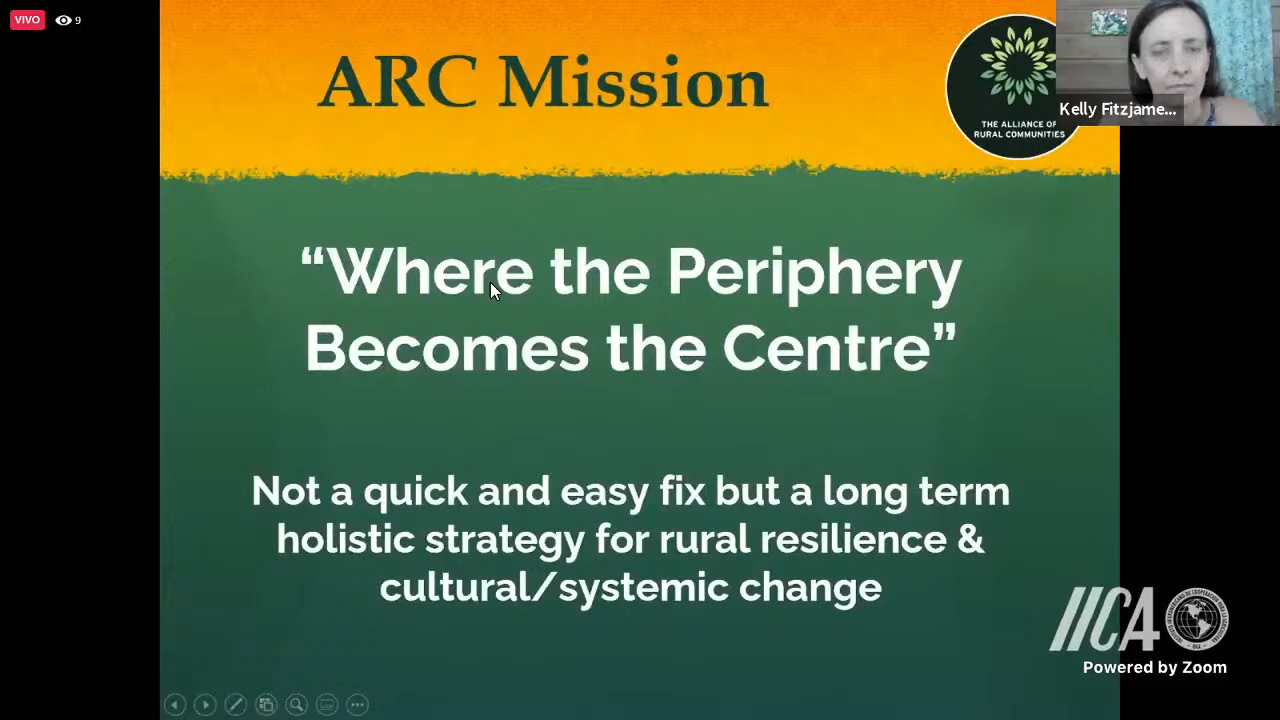 VIVO
9
ARC Mission
THE ALLIANCE OF
RURAL COMMUNITIES
Kelly Fitzjame...
“Where the Periphery
Becomes the Centre”
Not a quick and easy fix but a long term
holistic strategy for rural resilience &
cultural/systemic change
IICA
Powered by Zoom